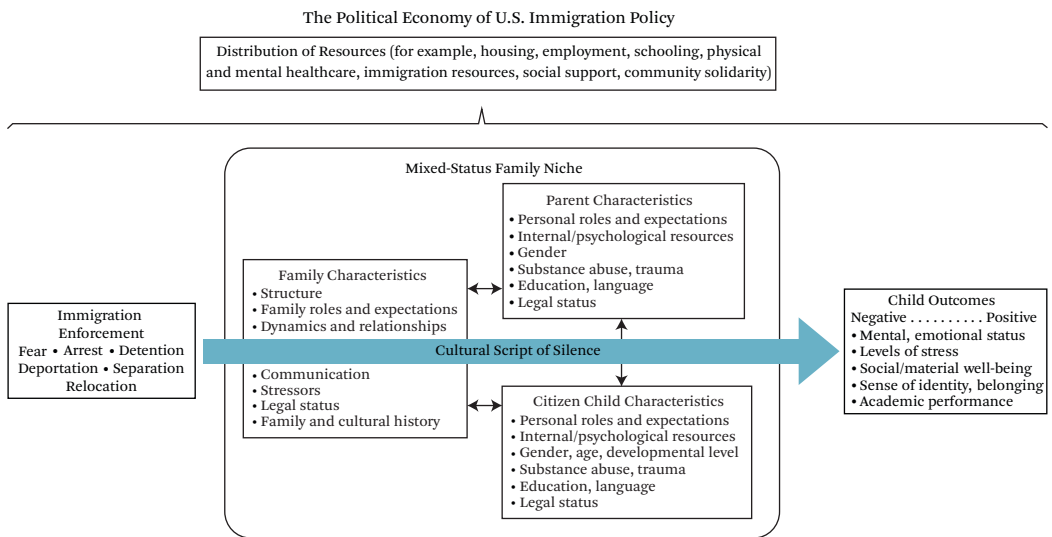 The Political Economy of U.S. Immigration Policy
Distribution of Resources (for example, housing, employment, schooling, physical
and mental healthcare, immigration resources, social support, community solidarity)
Mixed-Status Family Niche
Immigration
Enforcement
Fear • Arrest • Detention
Deportation • Separation
Relocation
Family Characteristics
• Structure
• Family roles and expectations
• Dynamics and relationships
• Communication
• Stressors
• Legal status
• Family and cultural history
Parent Characteristics
• Personal roles and expectations
• Internal/psychological resources
• Gender
• Substance abuse, trauma
• Education, language
• Legal status
Cultural Script of Silence
Citizen Child Characteristics
• Personal roles and expectations
• Internal/psychological resources
• Gender, age, developmental level
• Substance abuse, trauma
• Education, language
• Legal status
Child Outcomes
Negative . . . . . . . . . . Positive
• Mental, emotional status
• Levels of stress
• Social/material well-being
• Sense of identity, belonging
• Academic performance